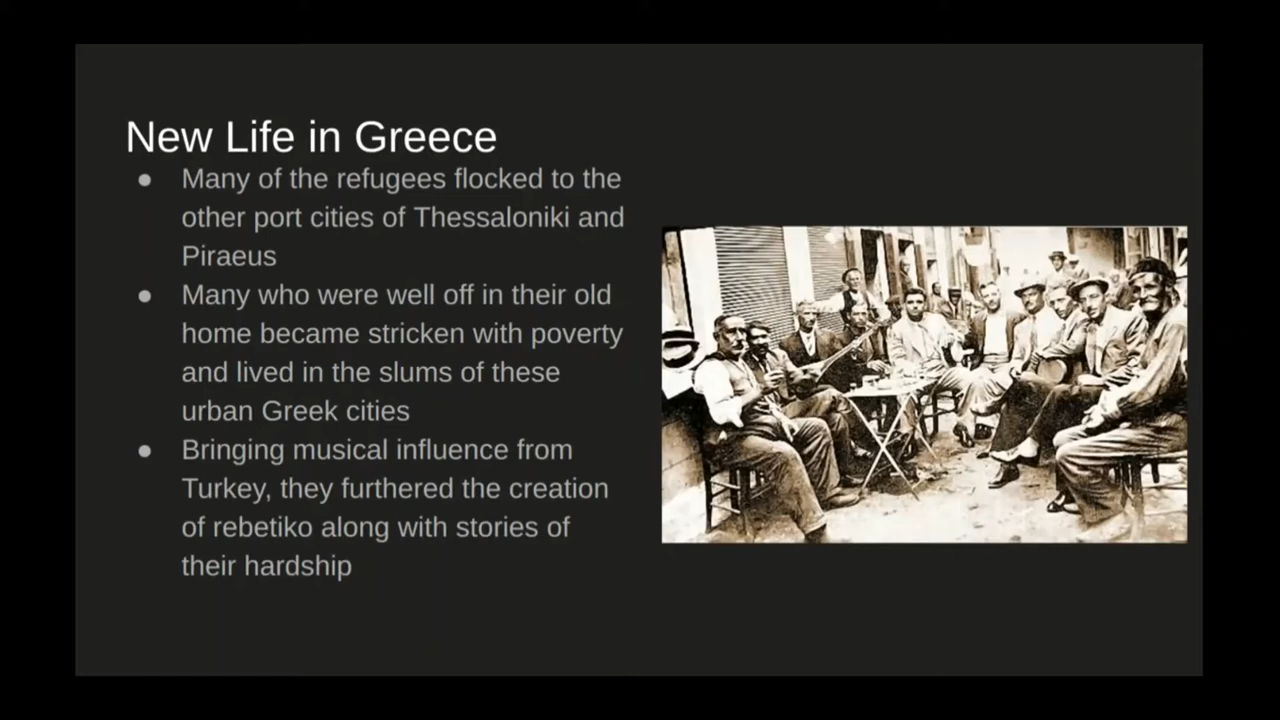 New Life in Greece
● Many of the refugees flocked to the
other port cities of Thessaloniki and
Piraeus
● Many who were well off in their old
home became stricken with poverty
and lived in the slums of these
urban Greek cities
● Bringing musical influence from
Turkey, they furthered the creation
of rebetiko along with stories of
their hardship